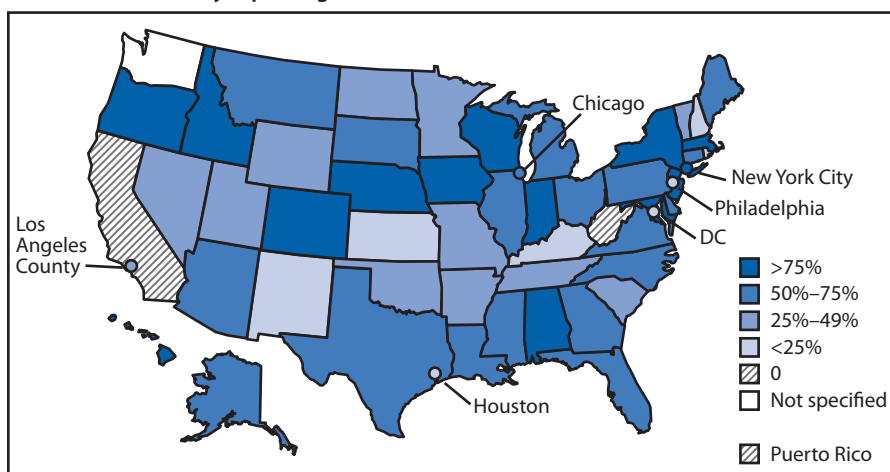 Chicago
New York City
Philadelphia
DC
Los
Angeles
County
Houston
>75%
50%–75%
25%–49%
<25%
0
Not specified
Puerto Rico